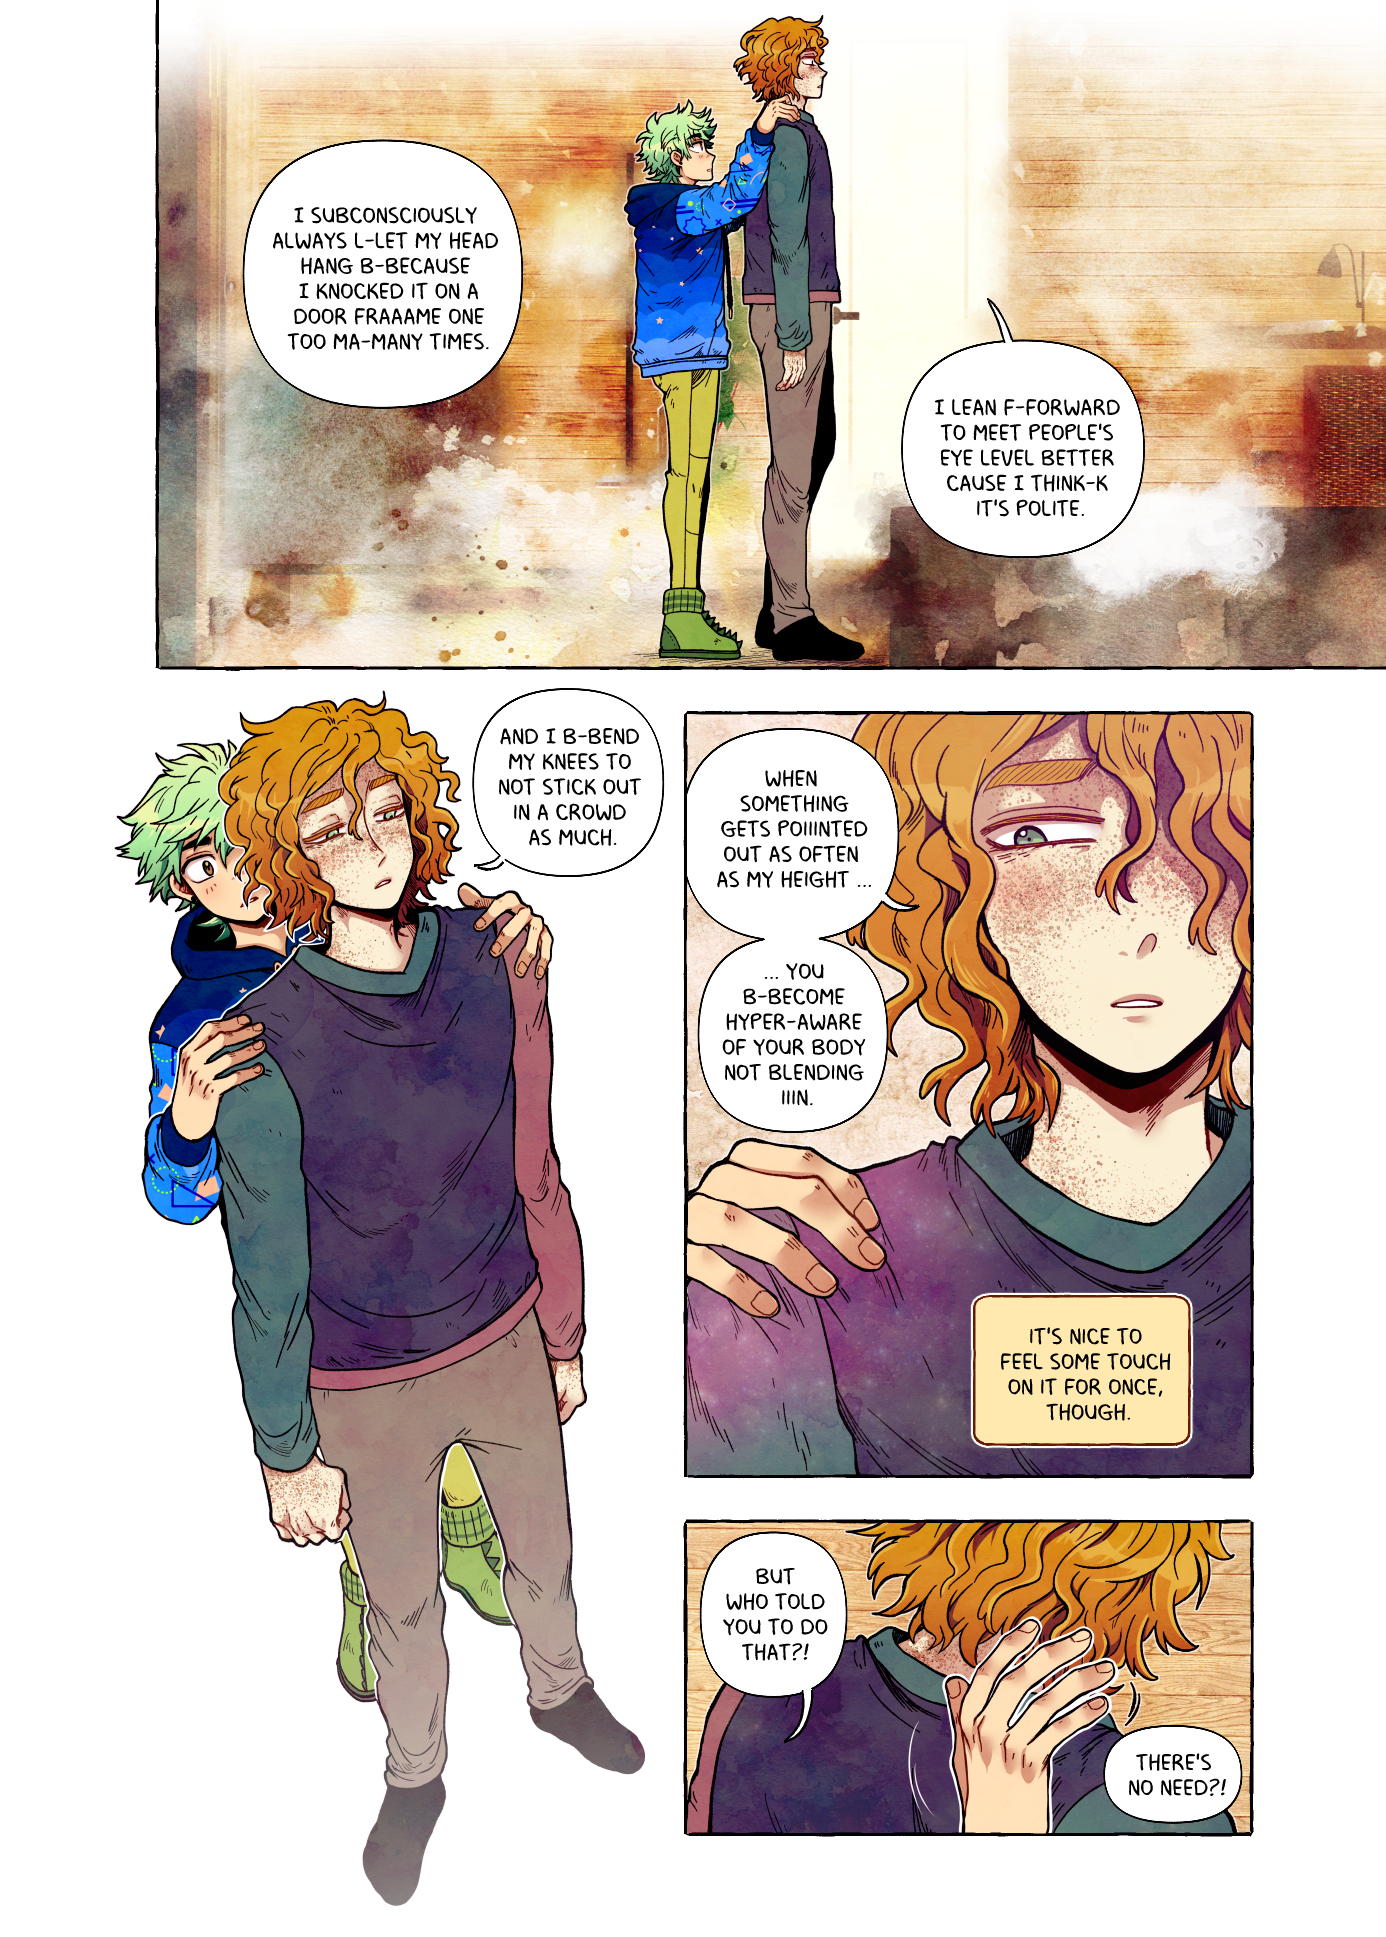 I SUBCONSCIOUSLY
ALWAYS L-LET MY HEAD
HANG B-BECAUSE
I KNOCKED IT ON A
DOOR FRAAAME ONE
TOO MA-MANY TIMES.
I LEAN F-FORWARD
TO MEET PEOPLE'S
EYE LEVEL BETTER
CAUSE I THINK-K
IT'S POLITE.
AND I B-BEND
MY KNEES TO
NOT STICK OUT
IN A CROWD
AS MUCH.
WHEN
SOMETHING
GETS POIIINTED
OUT AS OFTEN
AS MY HEIGHT ...
... YOU
B-BECOME
HYPER-AWARE
OF YOUR BODY
NOT BLENDING
IIIN.
IT'S NICE TO
FEEL SOME TOUCH
ON IT FOR ONCE,
THOUGH.
BUT
WHO TOLD
YOU TO DO
THAT?!
THERE'S
NO NEED?!